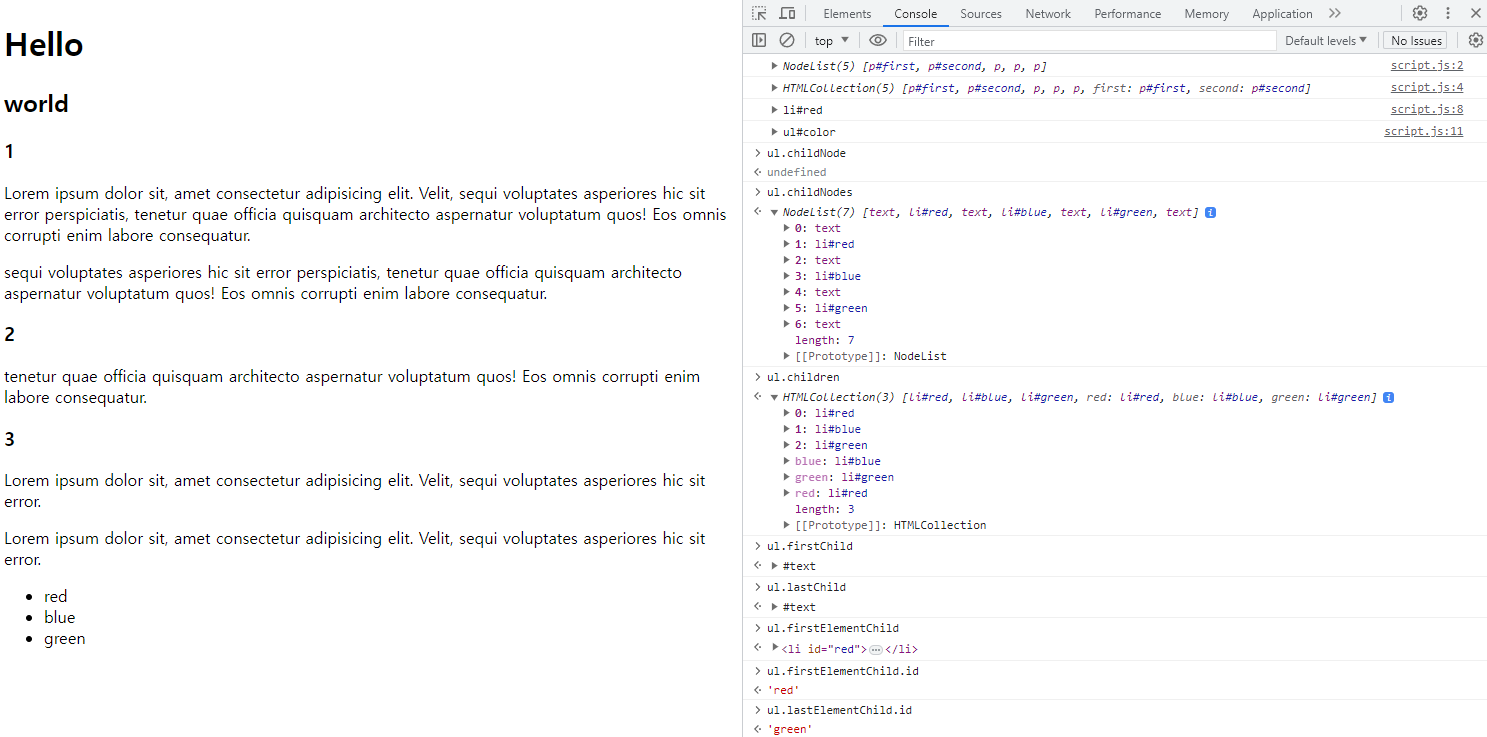 Hello
world
1
Lorem ipsum dolor sit, amet consectetur adipisicing elit. Velit, sequi voluptates asperiores hic sit
error perspiciatis, tenetur quae officia quisquam architecto aspernatur voluptatum quos! Eos omnis
corrupti enim labore consequatur.
sequi voluptates asperiores hic sit error perspiciatis, tenetur quae officia quisquam architecto
aspernatur voluptatum quos! Eos omnis corrupti enim labore consequatur.
2
tenetur quae officia quisquam architecto aspernatur voluptatum quos! Eos omnis corrupti enim
labore consequatur.
3
Lorem ipsum dolor sit, amet consectetur adipisicing elit. Velit, sequi voluptates asperiores hic sit
error.
Lorem ipsum dolor sit, amet consectetur adipisicing elit. Velit, sequi voluptates asperiores hic sit
error.
• red
• blue
• green
Elements Console Sources Network Performance Memory Application
top Filter Default levels No Issues
NodeList(5) [p#first, p#second, p, p, p] script.js:2
HTMLCollection(5) [p#first, p#second, p, p, p, first: p#first, second: p#second] script.js:4
li#red script.js:8
ul#color script.js:11
ul.childNode
undefined
ul.childNodes
NodeList(7) [text, li#red, text, li#blue, text, li#green, text]
0: text
1: li#red
2: text
3: li#blue
4: text
5: li#green
6: text
length: 7
[[Prototype]]: NodeList
ul.children
HTMLCollection(3) [li#red, li#blue, li#green, red: li#red, blue: li#blue, green: li#green]
0: li#red
1: li#blue
2: li#green
blue: li#blue
green: li#green
red: li#red
length: 3
[[Prototype]]: HTMLCollection
ul.firstChild
#text
ul.lastChild
#text
ul.firstElementChild
<li id="red">…</li>
ul.firstElementChild.id
'red'
ul.lastElementChild.id
'green'